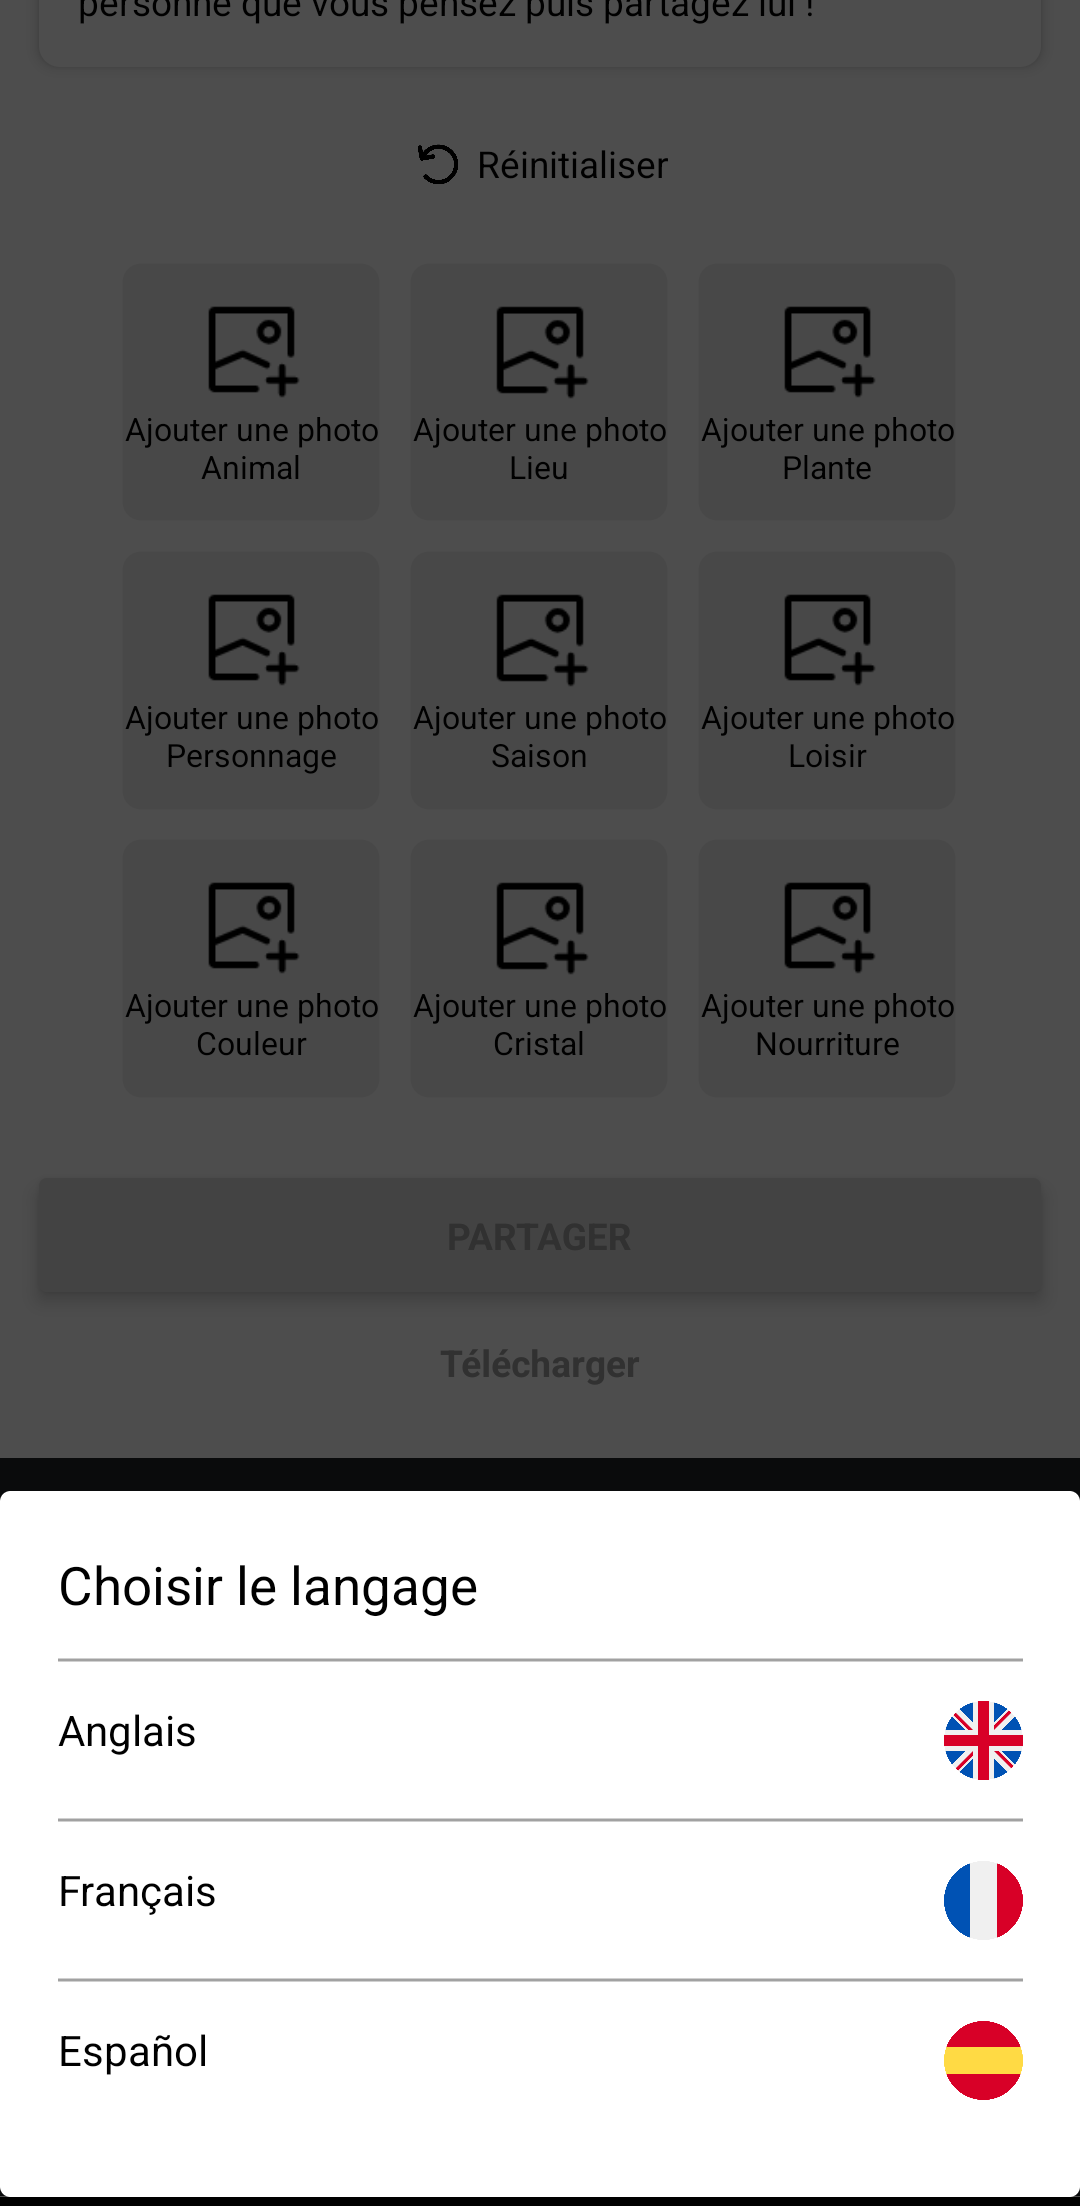 personne que vous pensez puis partagez lui !
Réinitialiser
Ajouter une photo
Animal
Ajouter une photo
Lieu
Ajouter une photo
Plante
Ajouter une photo
Personnage
Ajouter une photo
Saison
Ajouter une photo
Loisir
Ajouter une photo
Couleur
Ajouter une photo
Cristal
Ajouter une photo
Nourriture
PARTAGER
Télécharger
Choisir le langage
Anglais
Français
Español